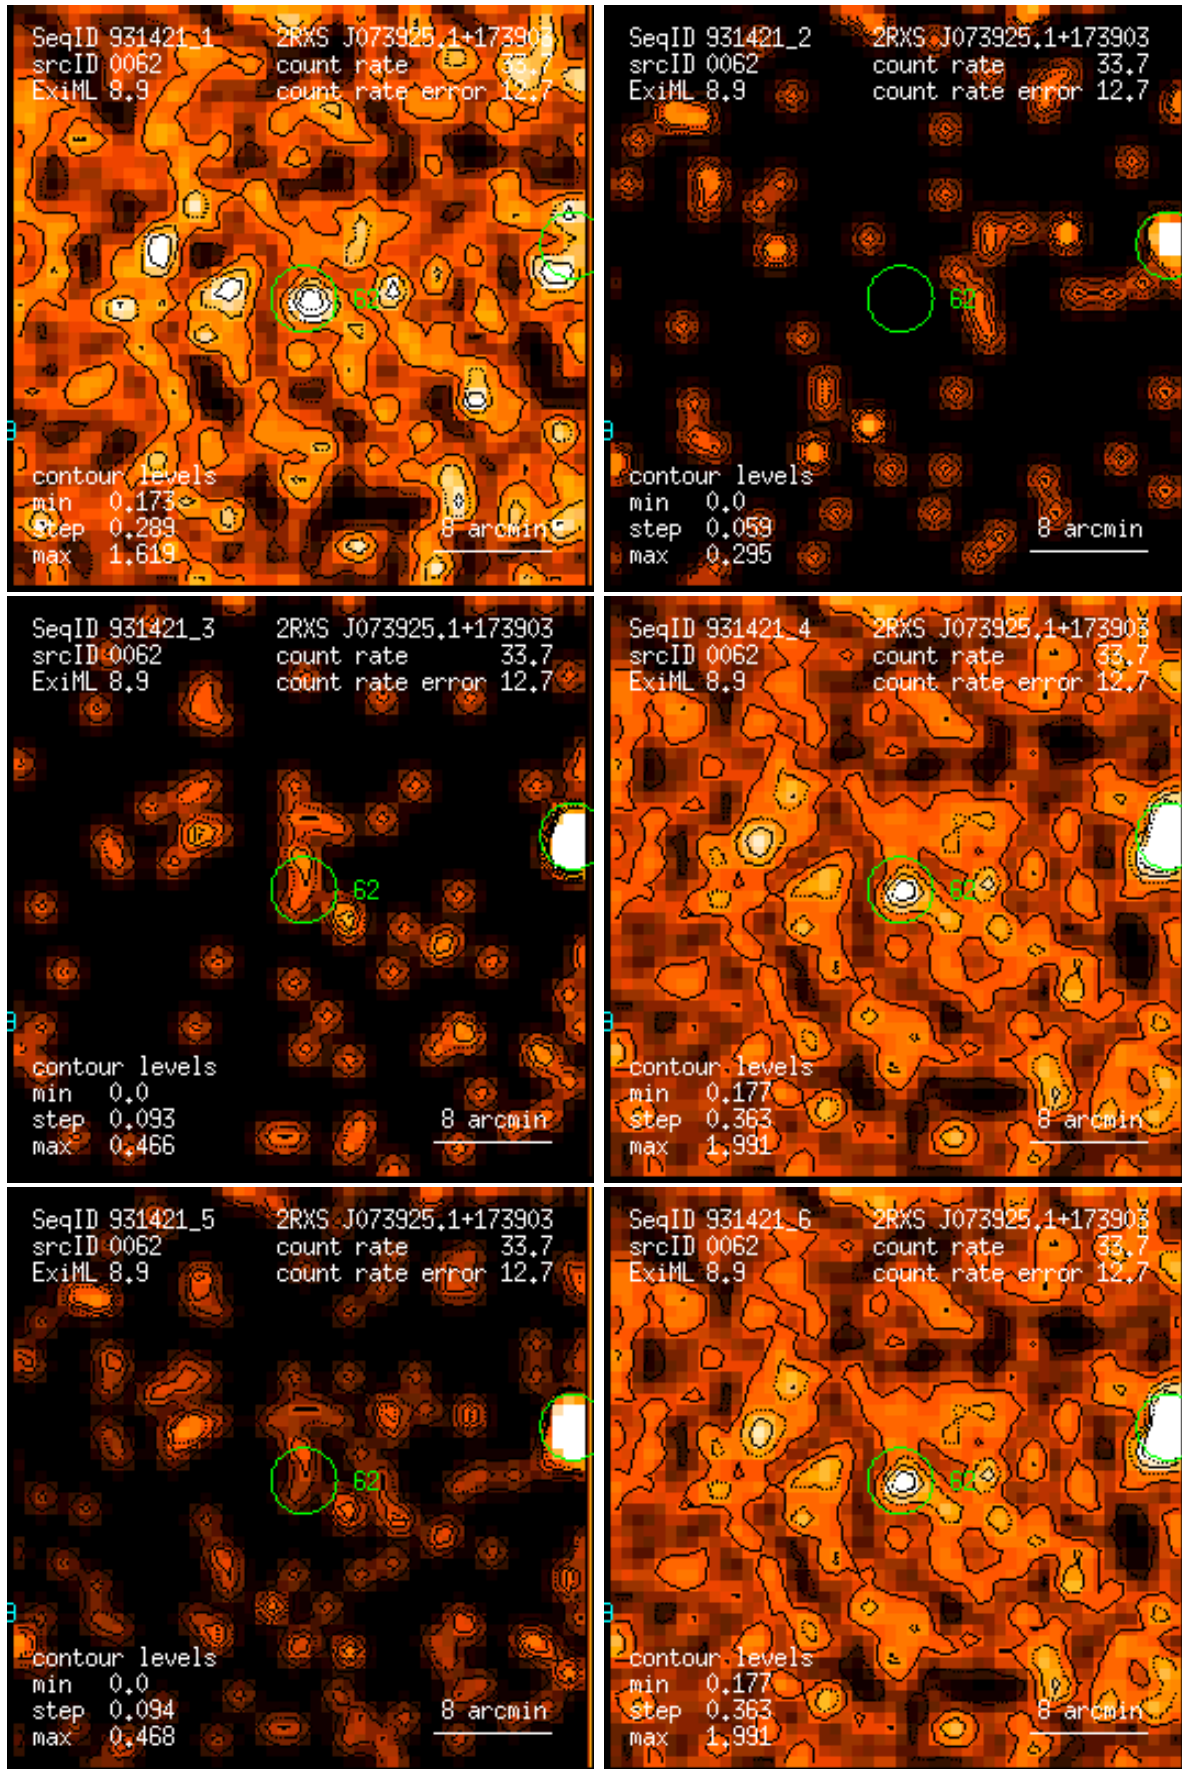 SeqID 931421_1 2RXS J073925.1+173903
srcID 0062 count rate 33.7
ExiML 8.9 count rate error 12.7
62
contour levels
min 0.173
step 0.289
max 1.619
8 arcmin
SeqID 931421_2 2RXS J073925.1+173903
srcID 0062 count rate 33.7
ExiML 8.9 count rate error 12.7
62
contour levels
min 0.0
step 0.059
max 0.295
8 arcmin
SeqID 931421_3 2RXS J073925.1+173903
srcID 0062 count rate 33.7
ExiML 8.9 count rate error 12.7
62
contour levels
min 0.0
step 0.093
max 0.466
8 arcmin
SeqID 931421_4 2RXS J073925.1+173903
srcID 0062 count rate 33.7
ExiML 8.9 count rate error 12.7
62
contour levels
min 0.177
step 0.363
max 1.991
8 arcmin
SeqID 931421_5 2RXS J073925.1+173903
srcID 0062 count rate 33.7
ExiML 8.9 count rate error 12.7
62
contour levels
min 0.0
step 0.094
max 0.468
8 arcmin
SeqID 931421_6 2RXS J073925.1+173903
srcID 0062 count rate 33.7
ExiML 8.9 count rate error 12.7
62
contour levels
min 0.177
step 0.363
max 1.991
8 arcmin